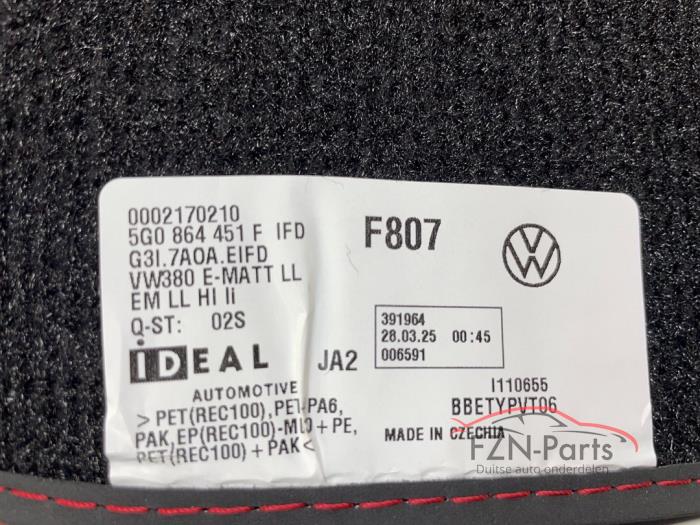 0002170210
5G0 864 451 F IFD
F807
G3I.7A0A.EIFD
VW380 E-MATT LL
EM LL HI li
Q-ST: 02S
391964
28.03.25 00:45
006591
IDEAL
AUTOMOTIVE
JA2
I110655
BBETYPVT06
>PET(REC100),PET-PA6,
PAK,EP(REC100)- + PE,
PET(REC100)+PAK<
MADE IN CZECHIA
FZN-Parts
Duitse auto onderdelen